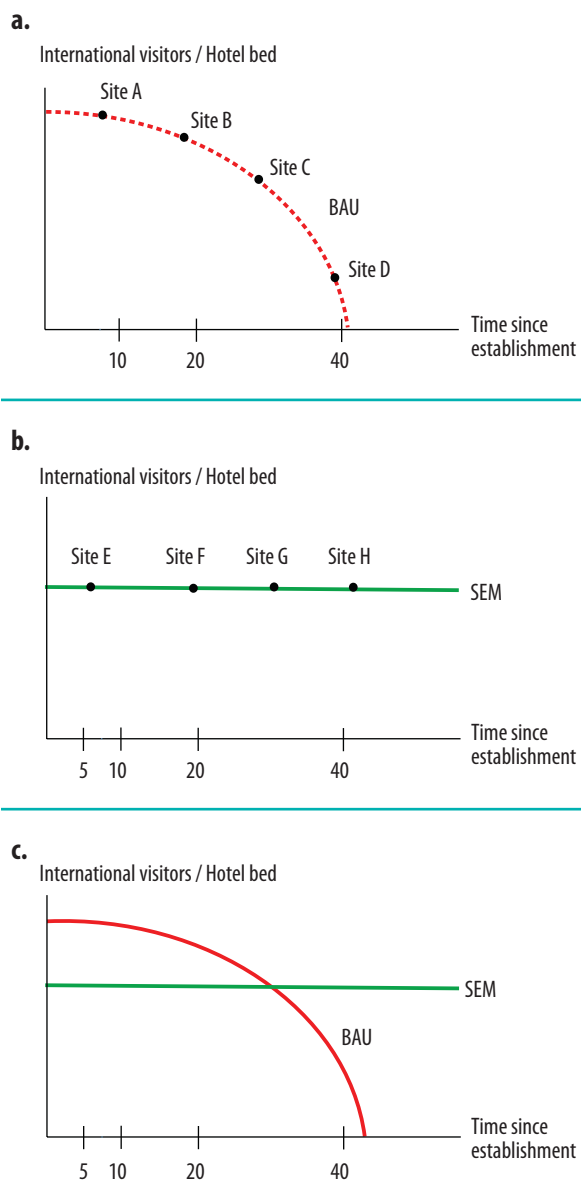 a.
International visitors / Hotel bed
Site A
Site B
Site C
BAU
Site D
Time since
establishment
10 20 40
b.
International visitors / Hotel bed
Site E Site F Site G Site H
SEM
Time since
establishment
5 10 20 40
c.
International visitors / Hotel bed
SEM
BAU
Time since
establishment
5 10 20 40